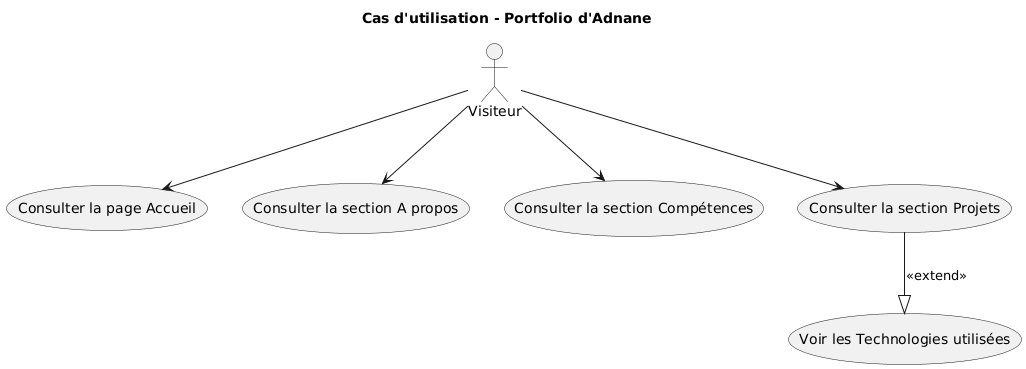 Cas d'utilisation - Portfolio d'Adnane
Visiteur
Consulter la page Accueil
Consulter la section A propos
Consulter la section Compétences
Consulter la section Projets
«extend»
Voir les Technologies utilisées